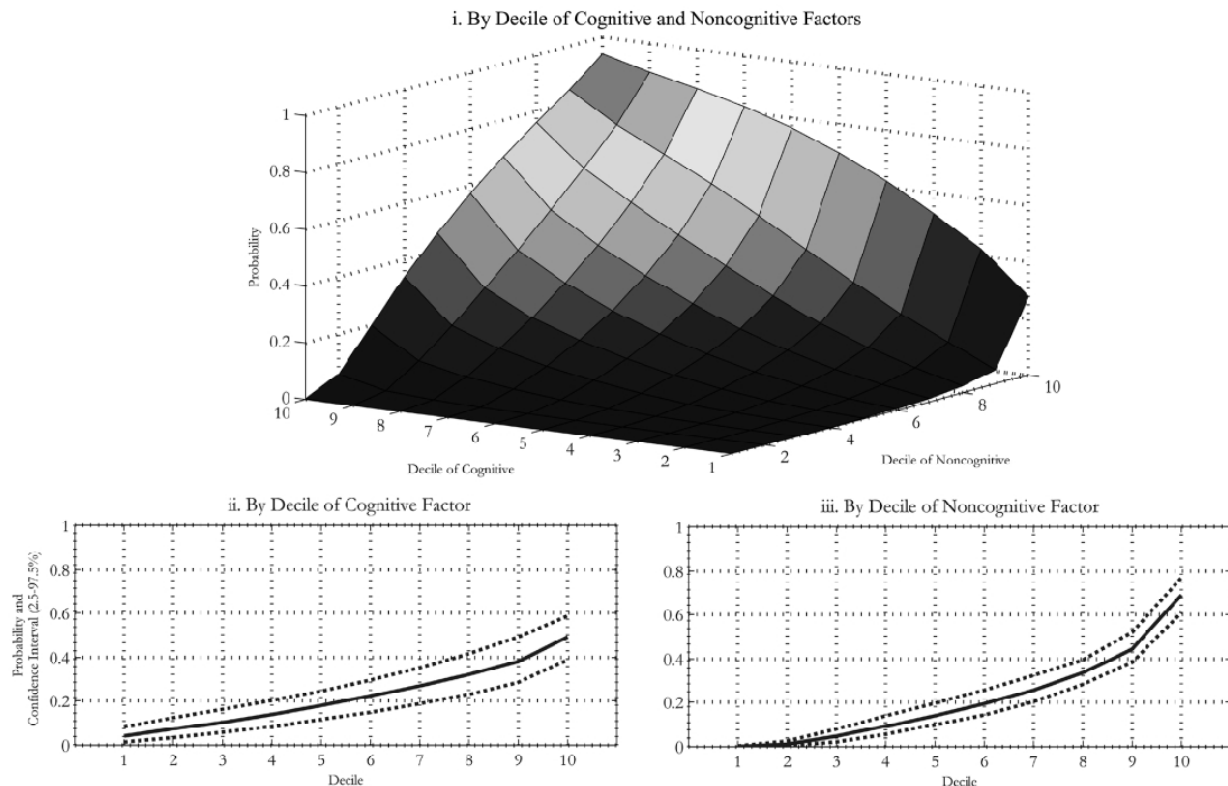 i. By Decile of Cognitive and Noncognitive Factors
1
0.8
0.6
0.4
0.2
0
Probability
10
9
8
7
6
5
4
3
2
1
Decile of Cognitive
2
4
6
8
10
Decile of Noncognitive
ii. By Decile of Cognitive Factor
Probability and
Confidence Interval (2.5-97.5%)
1
0.8
0.6
0.4
0.2
0
1 2 3 4 5 6 7 8 9 10
Decile
iii. By Decile of Noncognitive Factor
1
0.8
0.6
0.4
0.2
0
1 2 3 4 5 6 7 8 9 10
Decile